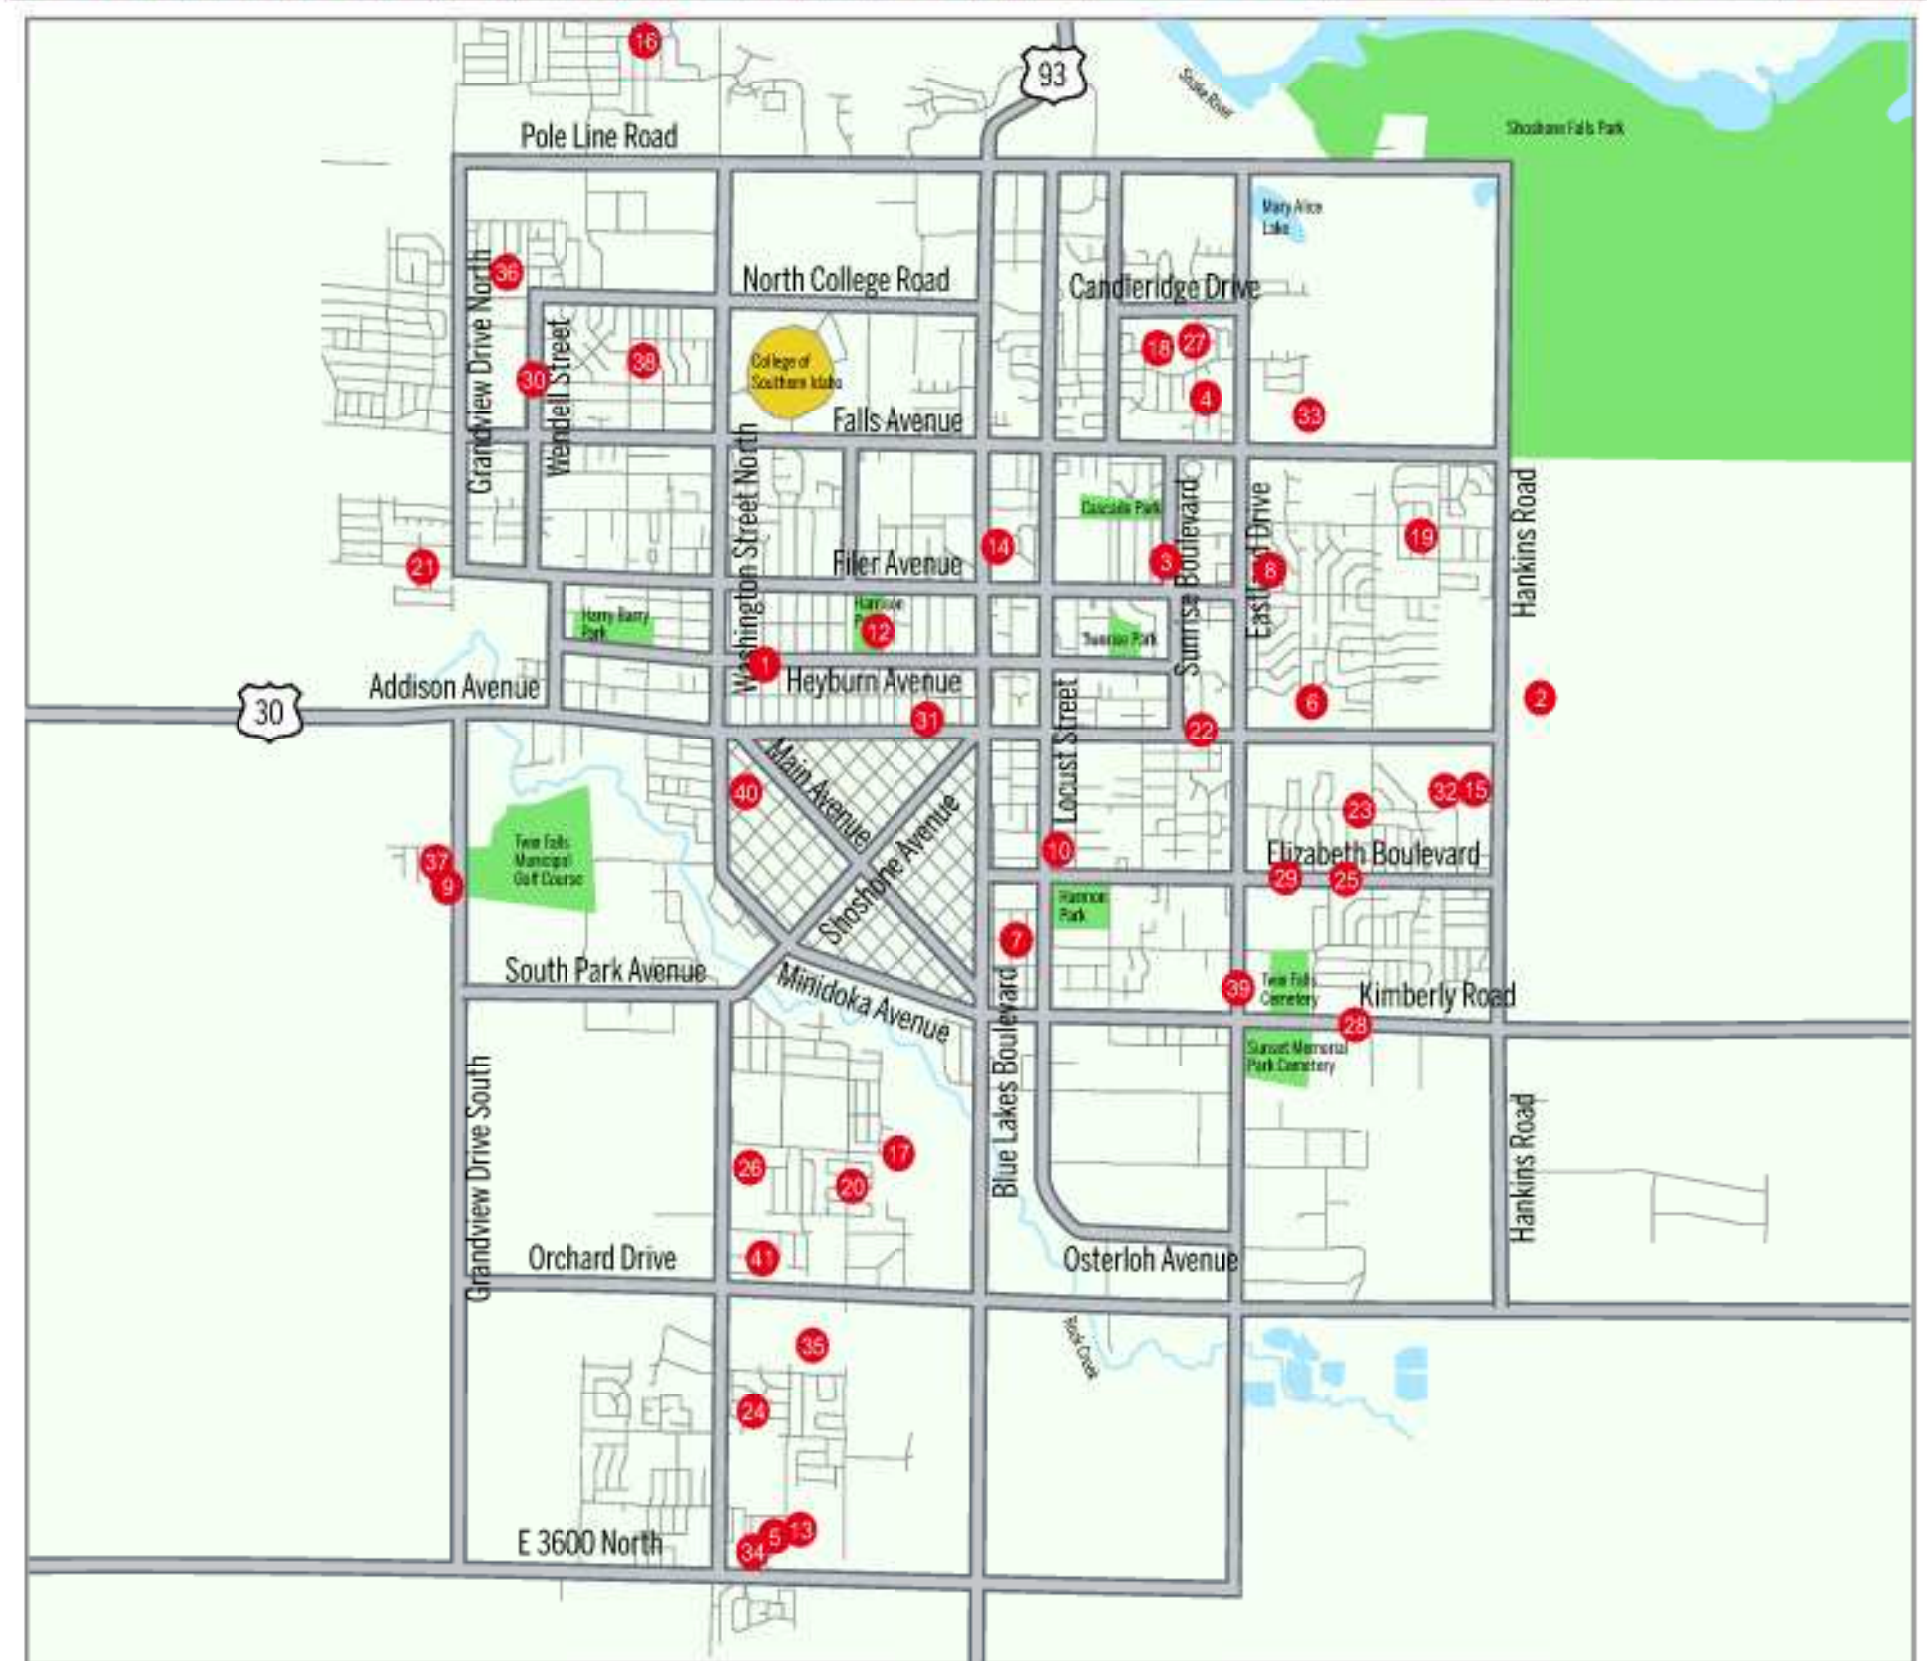 16
93
Snake River
Shoshone Falls Park
Pole Line Road
Mary Alice
Lake
36
North College Road
Candleridge Drive
Grandview Drive North
Wendell Street
30
38
College of
Southern Idaho
18
27
4
33
Falls Avenue
Washington Street North
Cascade Park
Sunrise Boulevard
Eastland Drive
19
Hankins Road
21
Filer Avenue
14
3
8
Harry Barry
Park
Harmon
12
Sunrise Park
1
Heyburn Avenue
Addison Avenue
30
31
Locust Street
22
6
2
40
Main Avenue
Shoshone Avenue
23
32
15
Twin Falls
Municipal
Golf Course
37
9
10
Elizabeth Boulevard
29
25
Harmon
Park
7
South Park Avenue
Minidoka Avenue
Blue Lakes Boulevard
39
Twin Falls
Cemetery
Kimberly Road
28
Sunset Memorial
Park Cemetery
Grandview Drive South
26
17
20
Hankins Road
Orchard Drive
41
Osterloh Avenue
35
Rock Creek
24
E 3600 North
34
5
13